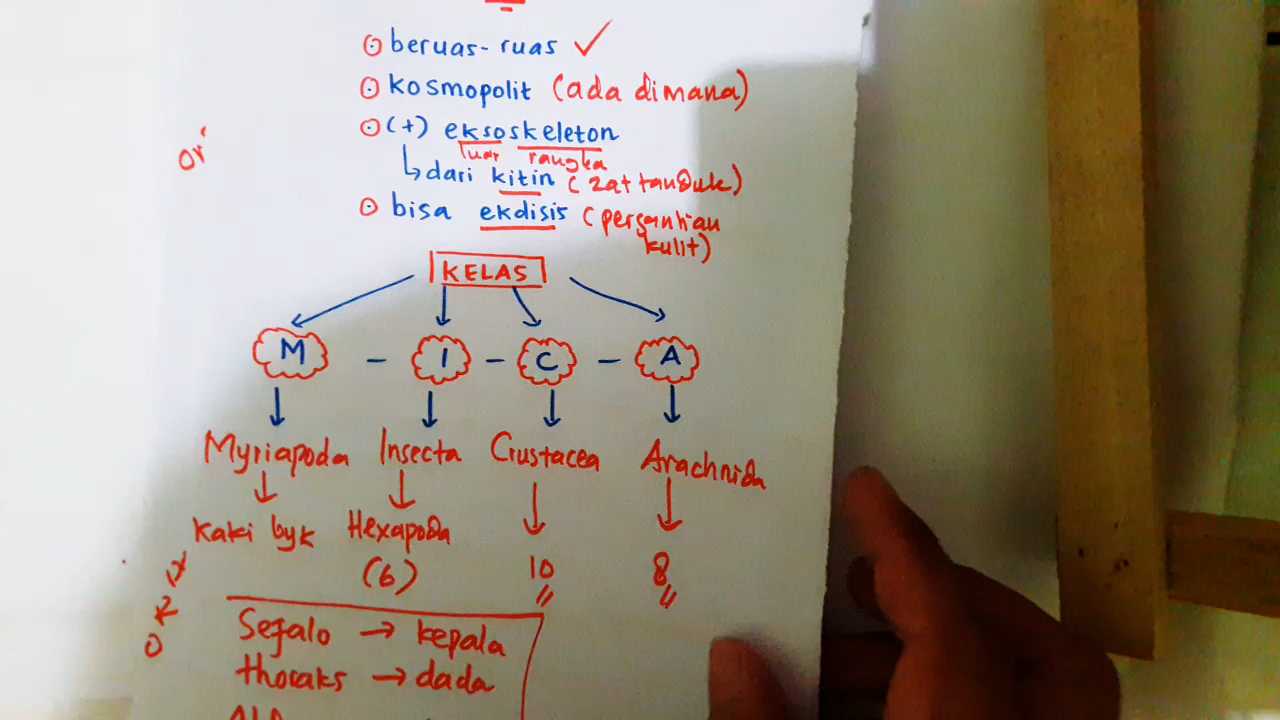 beruas-ruas ✓
kosmopolit (ada dimana)
(+) eksoskeleton
luar rangka
↳ dari kitin (zat tanduk)
bisa ekdisis (pergantian
kulit)
KELAS
M - I - C - A
Myriapoda Insecta Crustacea Arachnida
kaki byk Hexapoda
(6) 10 8
Sefalo → kepala
thoraks → dada